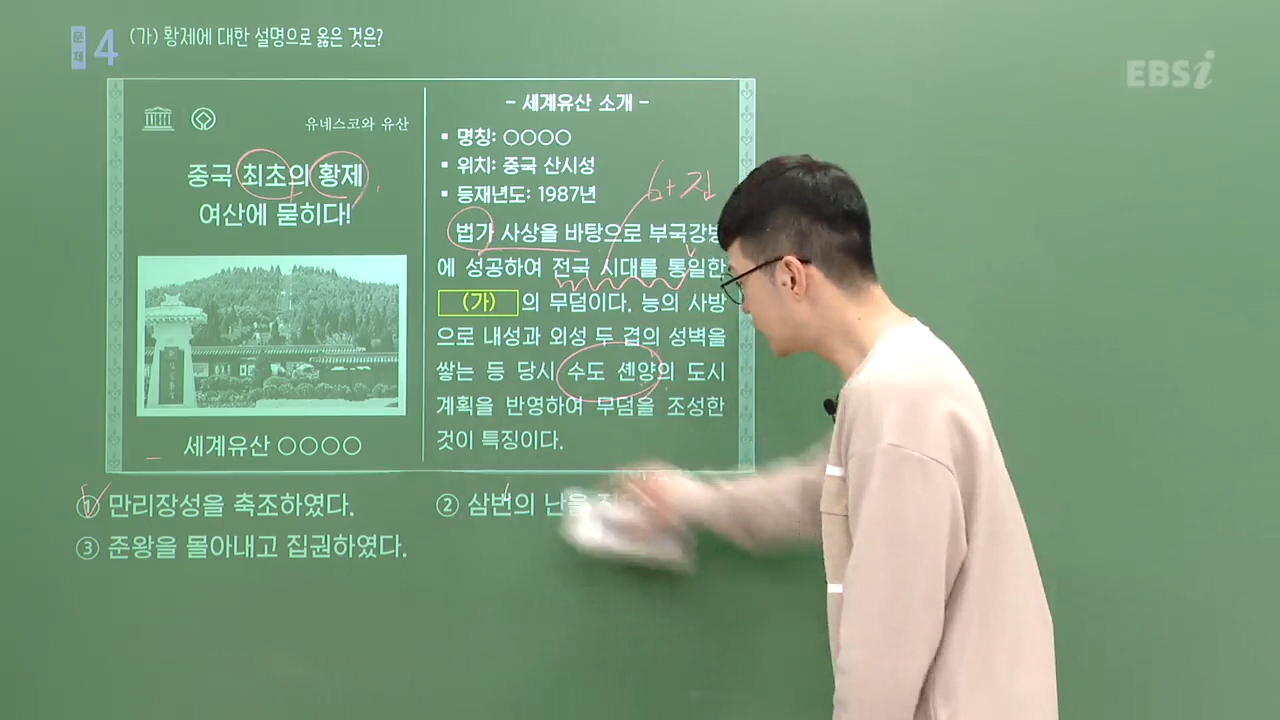 문제 4 (가) 황제에 대한 설명으로 옳은 것은?
EBSi
유네스코와 유산
중국 최초의 황제
여산에 묻히다!
세계유산 ○○○○
- 세계유산 소개 -
▪ 명칭: ○○○○
▪ 위치: 중국 산시성
▪ 등재년도: 1987년
법가 사상을 바탕으로 부국강병
에 성공하여 전국 시대를 통일한
(가) 의 무덤이다. 능의 사방
으로 내성과 외성 두 겹의 성벽을
쌓는 등 당시 수도 셴양의 도시
계획을 반영하여 무덤을 조성한
것이 특징이다.
① 만리장성을 축조하였다.
② 삼번의 난을
③ 준왕을 몰아내고 집권하였다.